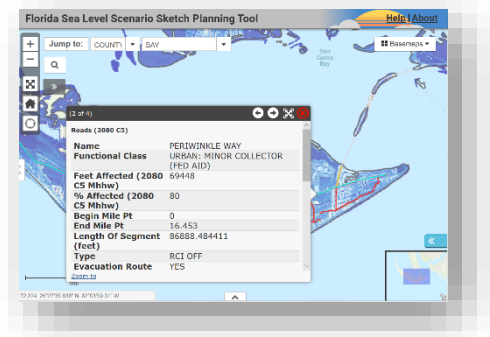 Florida Sea Level Scenario Sketch Planning Tool
Help | About
Jump to:
COUNTY
BAY
Basemaps
San
Carlos
Bay
(2 of 4)
Roads (2080 C5)
Name PERIWINKLE WAY
Functional Class URBAN: MINOR COLLECTOR
(FED AID)
Feet Affected (2080 69448
C5 Mhhw)
% Affected (2080 80
C5 Mhhw)
Begin Mile Pt 0
End Mile Pt 16.453
Length Of Segment 86888.484411
(feet)
Type RCI OFF
Evacuation Route YES
Zoom to